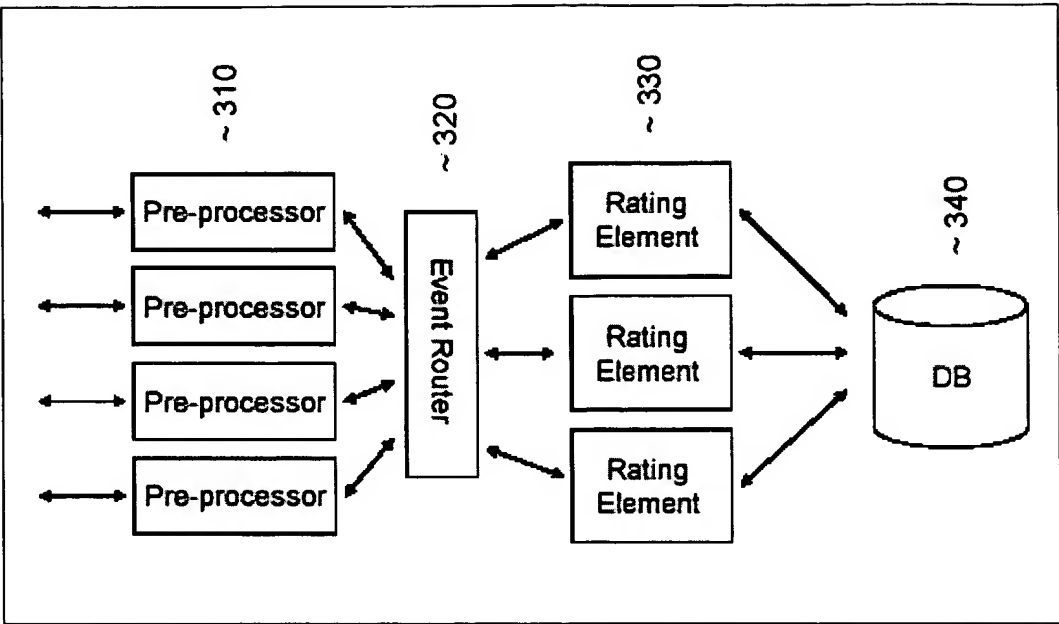 ~ 310
~ 320
~ 330
~ 340
Pre-processor
Pre-processor
Pre-processor
Pre-processor
Event Router
Rating
Element
Rating
Element
Rating
Element
DB